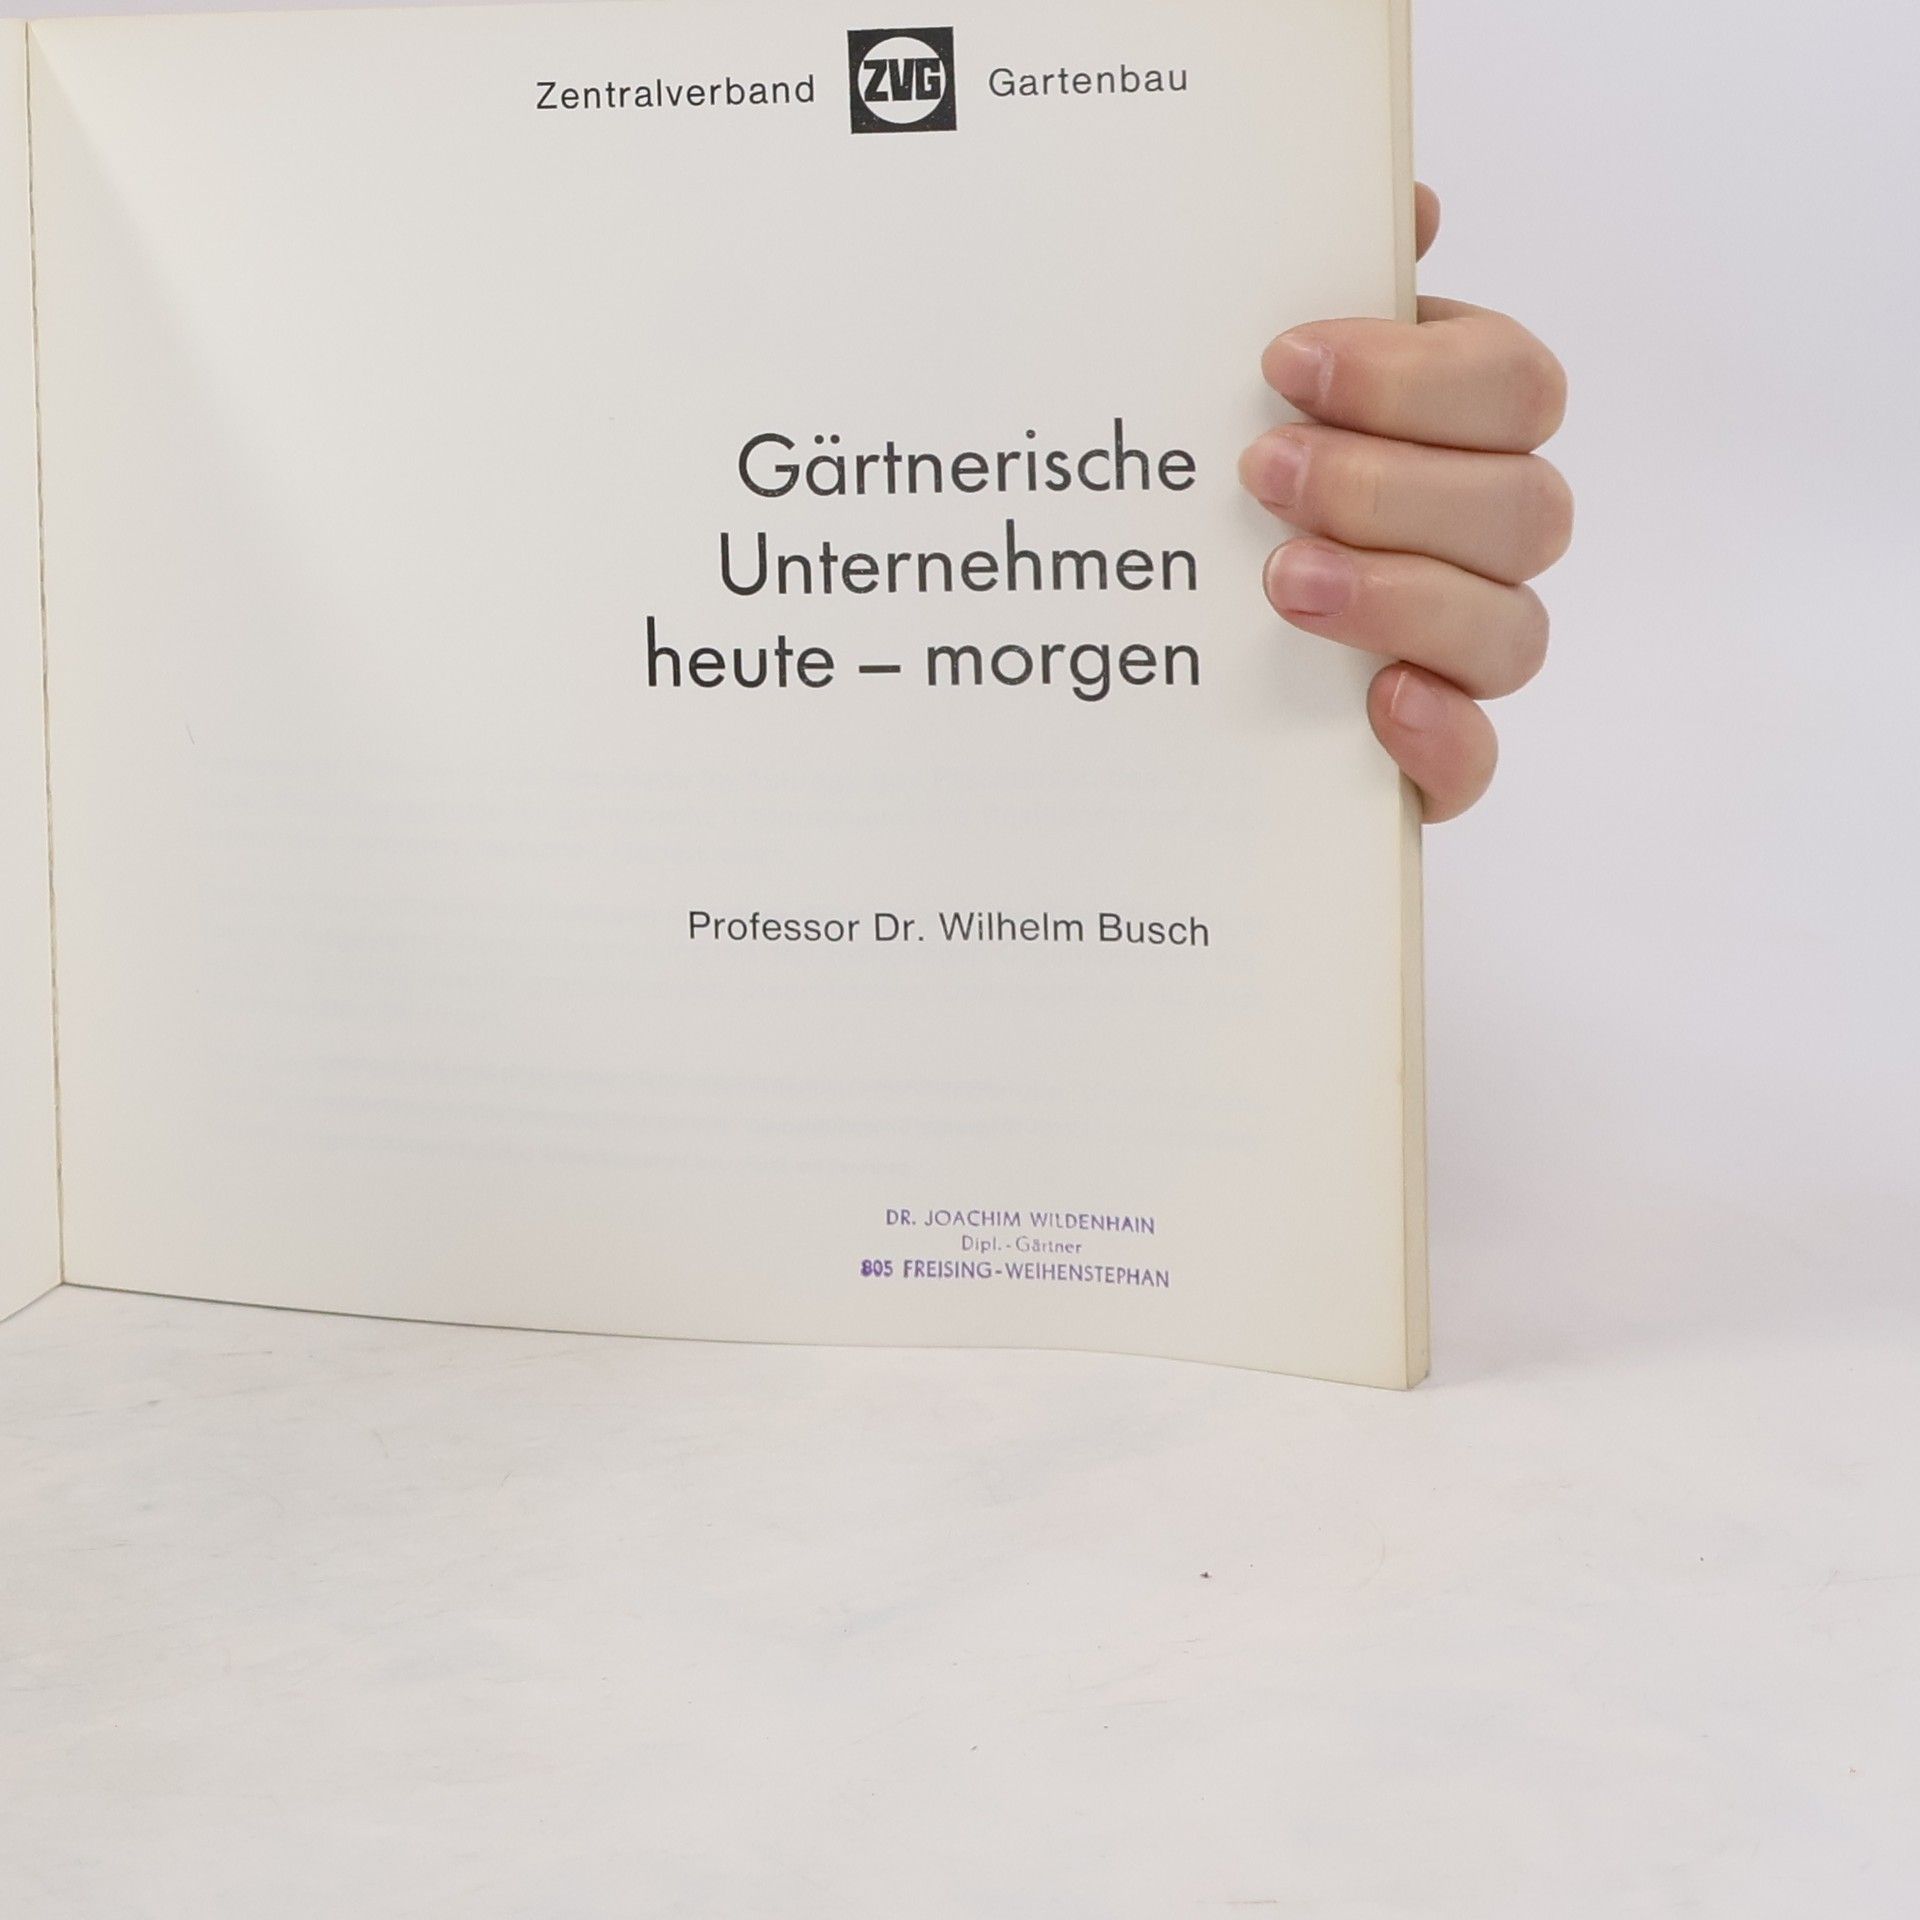 Zentralverband ZVG Gartenbau
Gärtnerische
Unternehmen
heute – morgen
Professor Dr. Wilhelm Busch
DR. JOACHIM WILDENHAIN
Dipl.-Gärtner
805 FREISING-WEIHENSTEPHAN